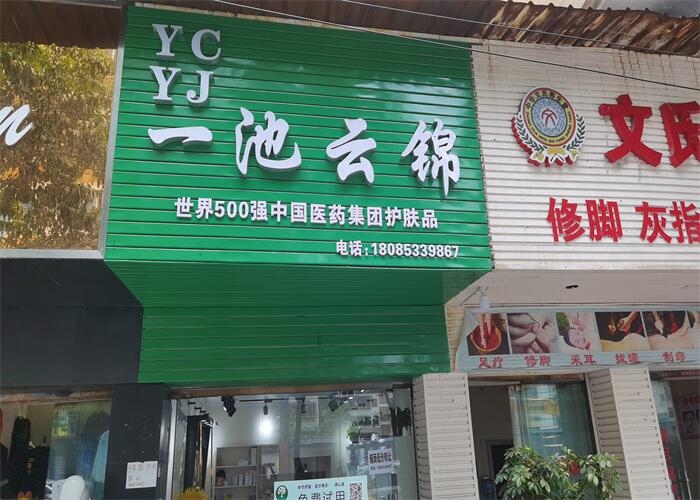 YC
YJ
一池云锦
世界500强中国医药集团护肤品
电话:18085339867
文氏
修脚 灰指
足疗 修脚 采耳 拔罐 刮痧
免费试用